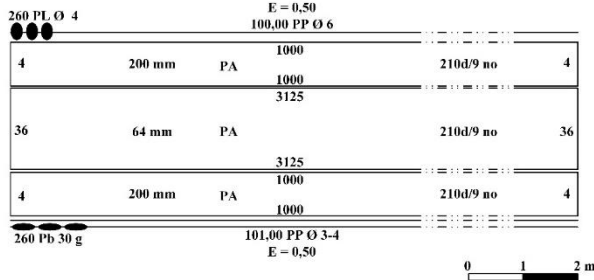 260 PL Ø 4
E = 0,50
100,00 PP Ø 6
1000
4 200 mm PA 210d/9 no 4
1000
3125
36 64 mm PA 210d/9 no 36
3125
1000
4 200 mm PA 210d/9 no 4
1000
260 Pb 30 g
101,00 PP Ø 3-4
E = 0,50
0 1 2 m